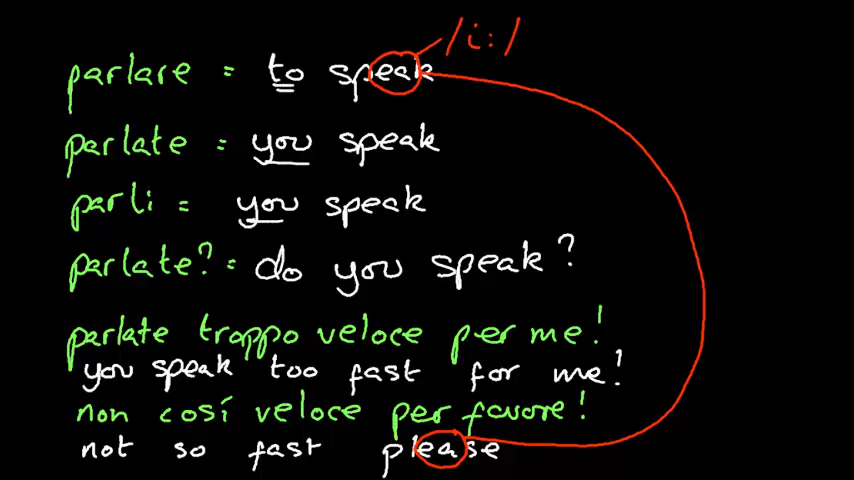 /i:/
parlare = to speak
parlate = you speak
parli = you speak
parlate? = do you speak?
parlate troppo veloce per me!
you speak too fast for me!
non cosí veloce per favore!
not so fast please